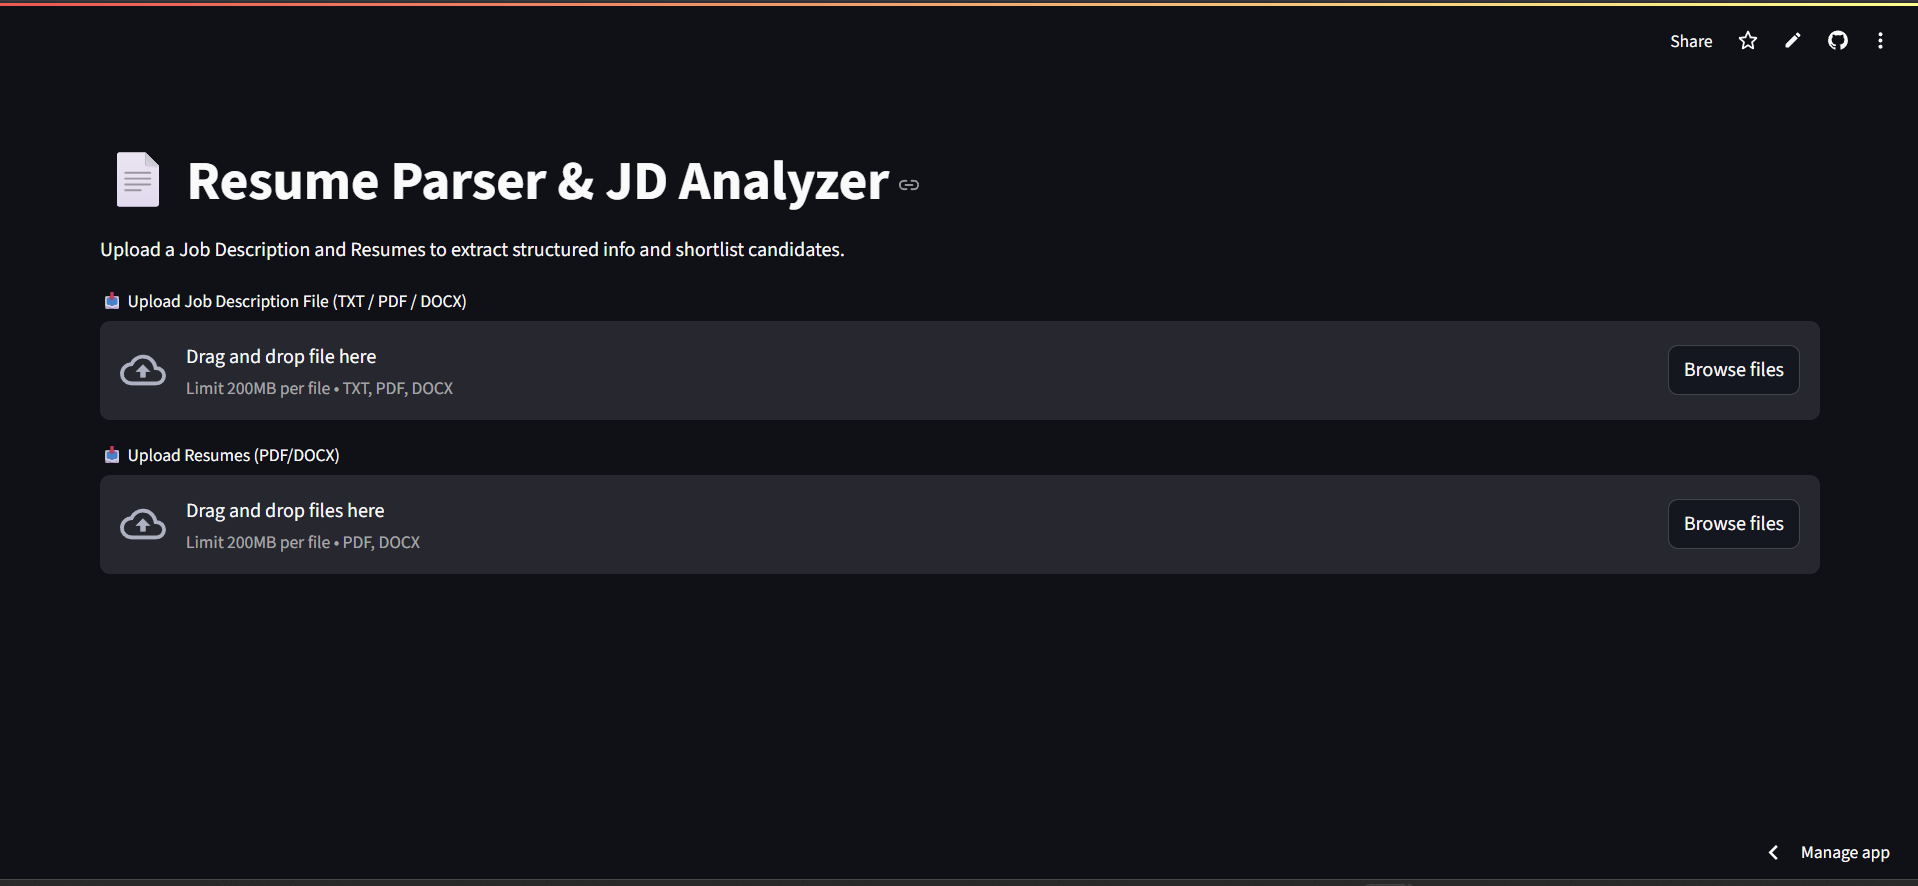 Share
Resume Parser & JD Analyzer
Upload a Job Description and Resumes to extract structured info and shortlist candidates.
Upload Job Description File (TXT / PDF / DOCX)
Drag and drop file here
Limit 200MB per file • TXT, PDF, DOCX
Browse files
Upload Resumes (PDF/DOCX)
Drag and drop files here
Limit 200MB per file • PDF, DOCX
Browse files
Manage app